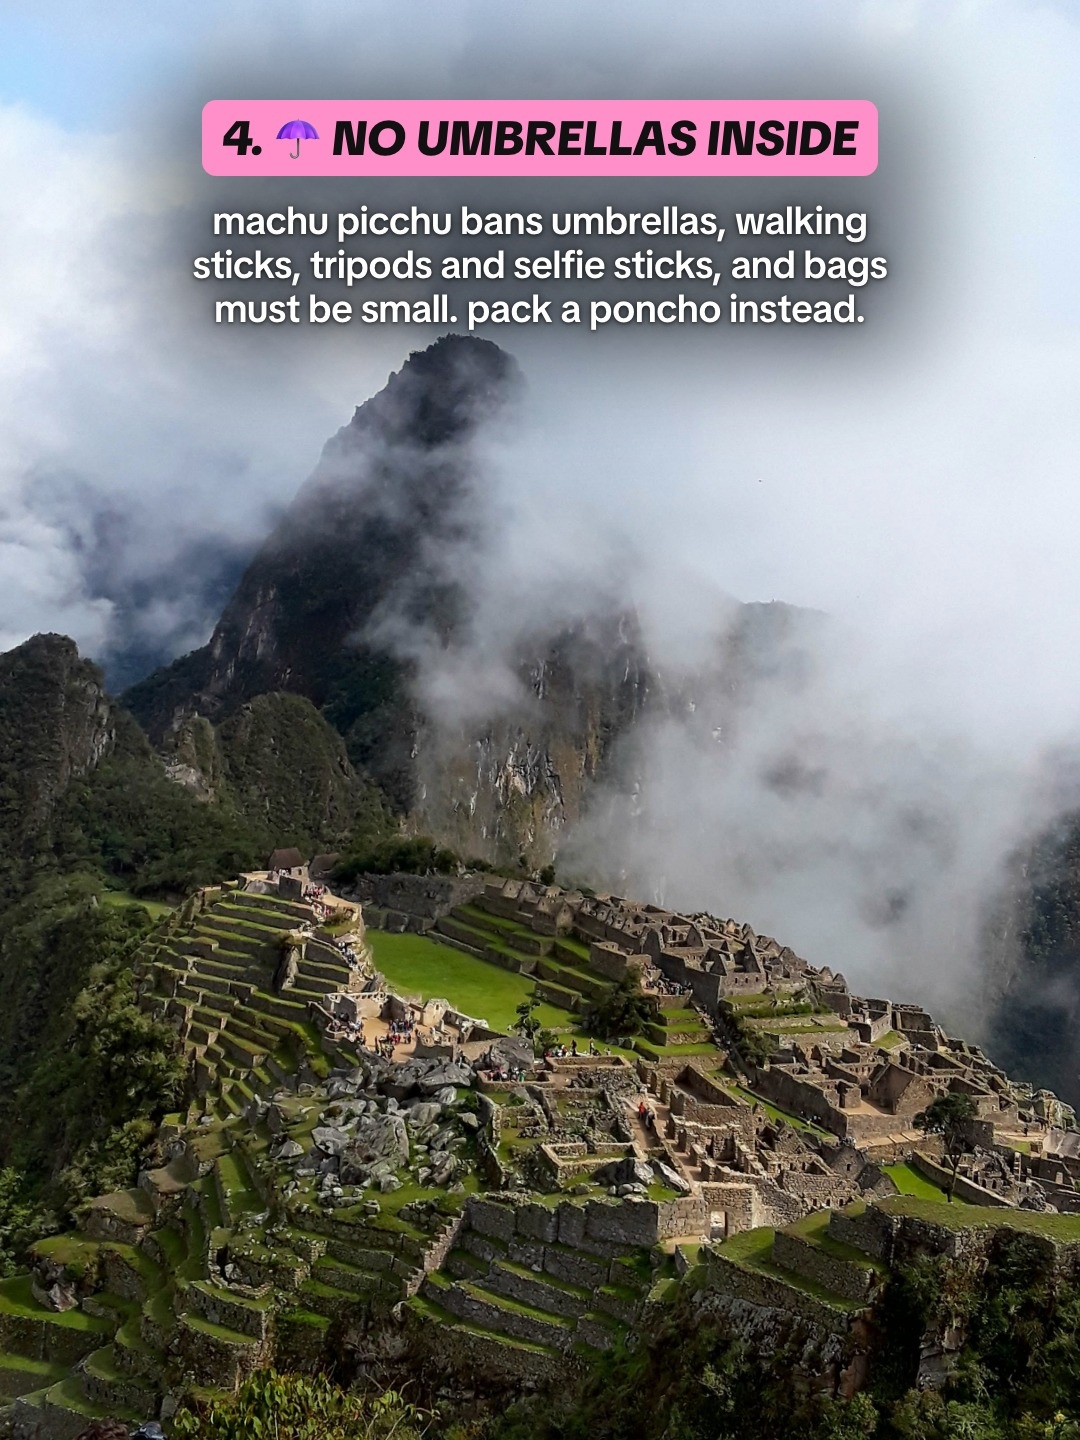 4. ☂️ NO UMBRELLAS INSIDE
machu picchu bans umbrellas, walking
sticks, tripods and selfie sticks, and bags
must be small. pack a poncho instead.